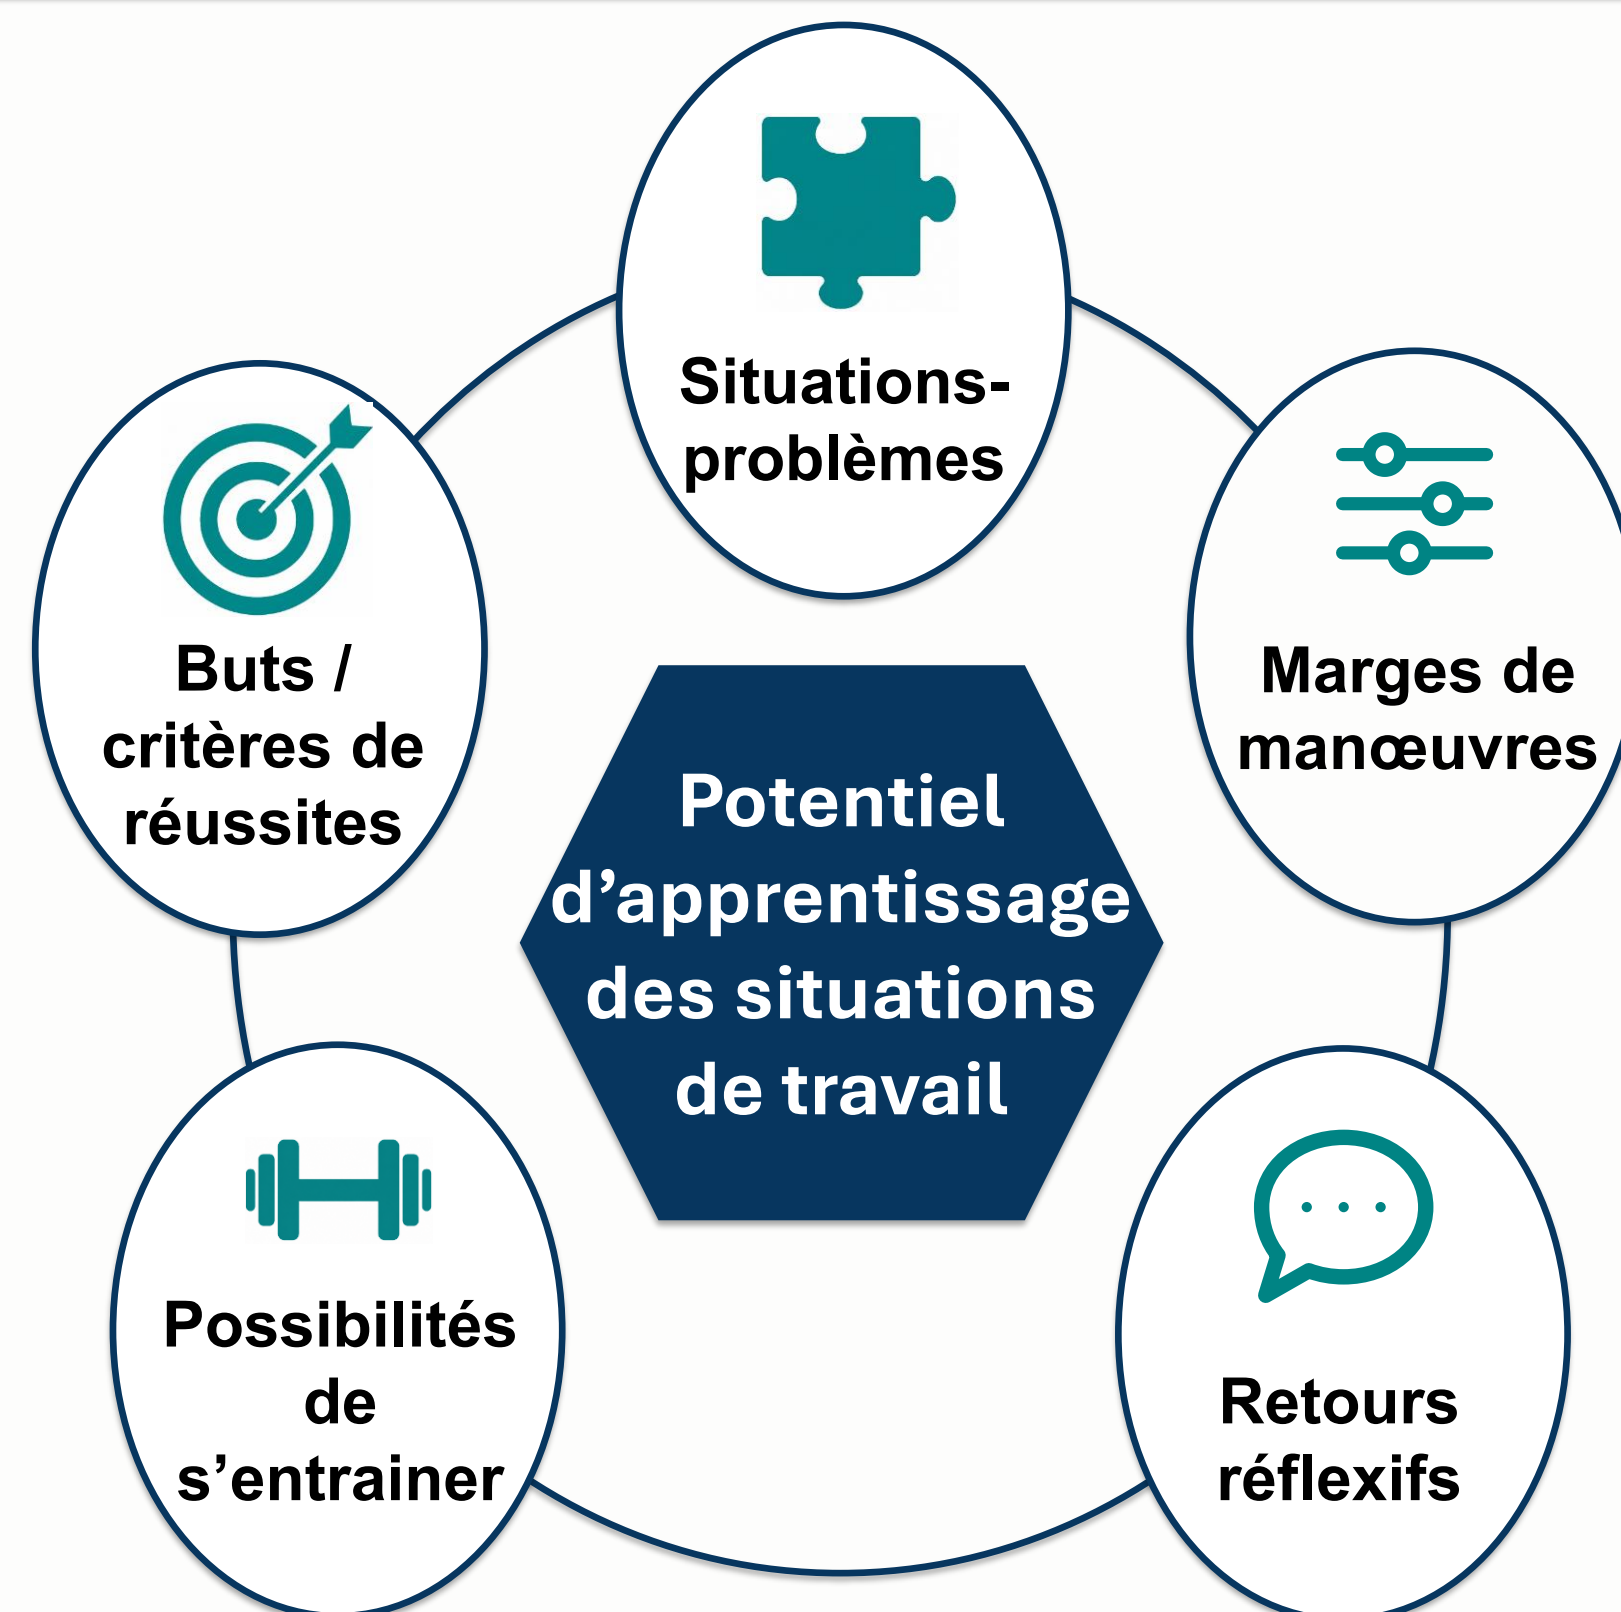 Situations-
problèmes
Buts /
critères de
réussites
Marges de
manœuvres
Potentiel
d’apprentissage
des situations
de travail
Possibilités
de
s’entrainer
Retours
réflexifs